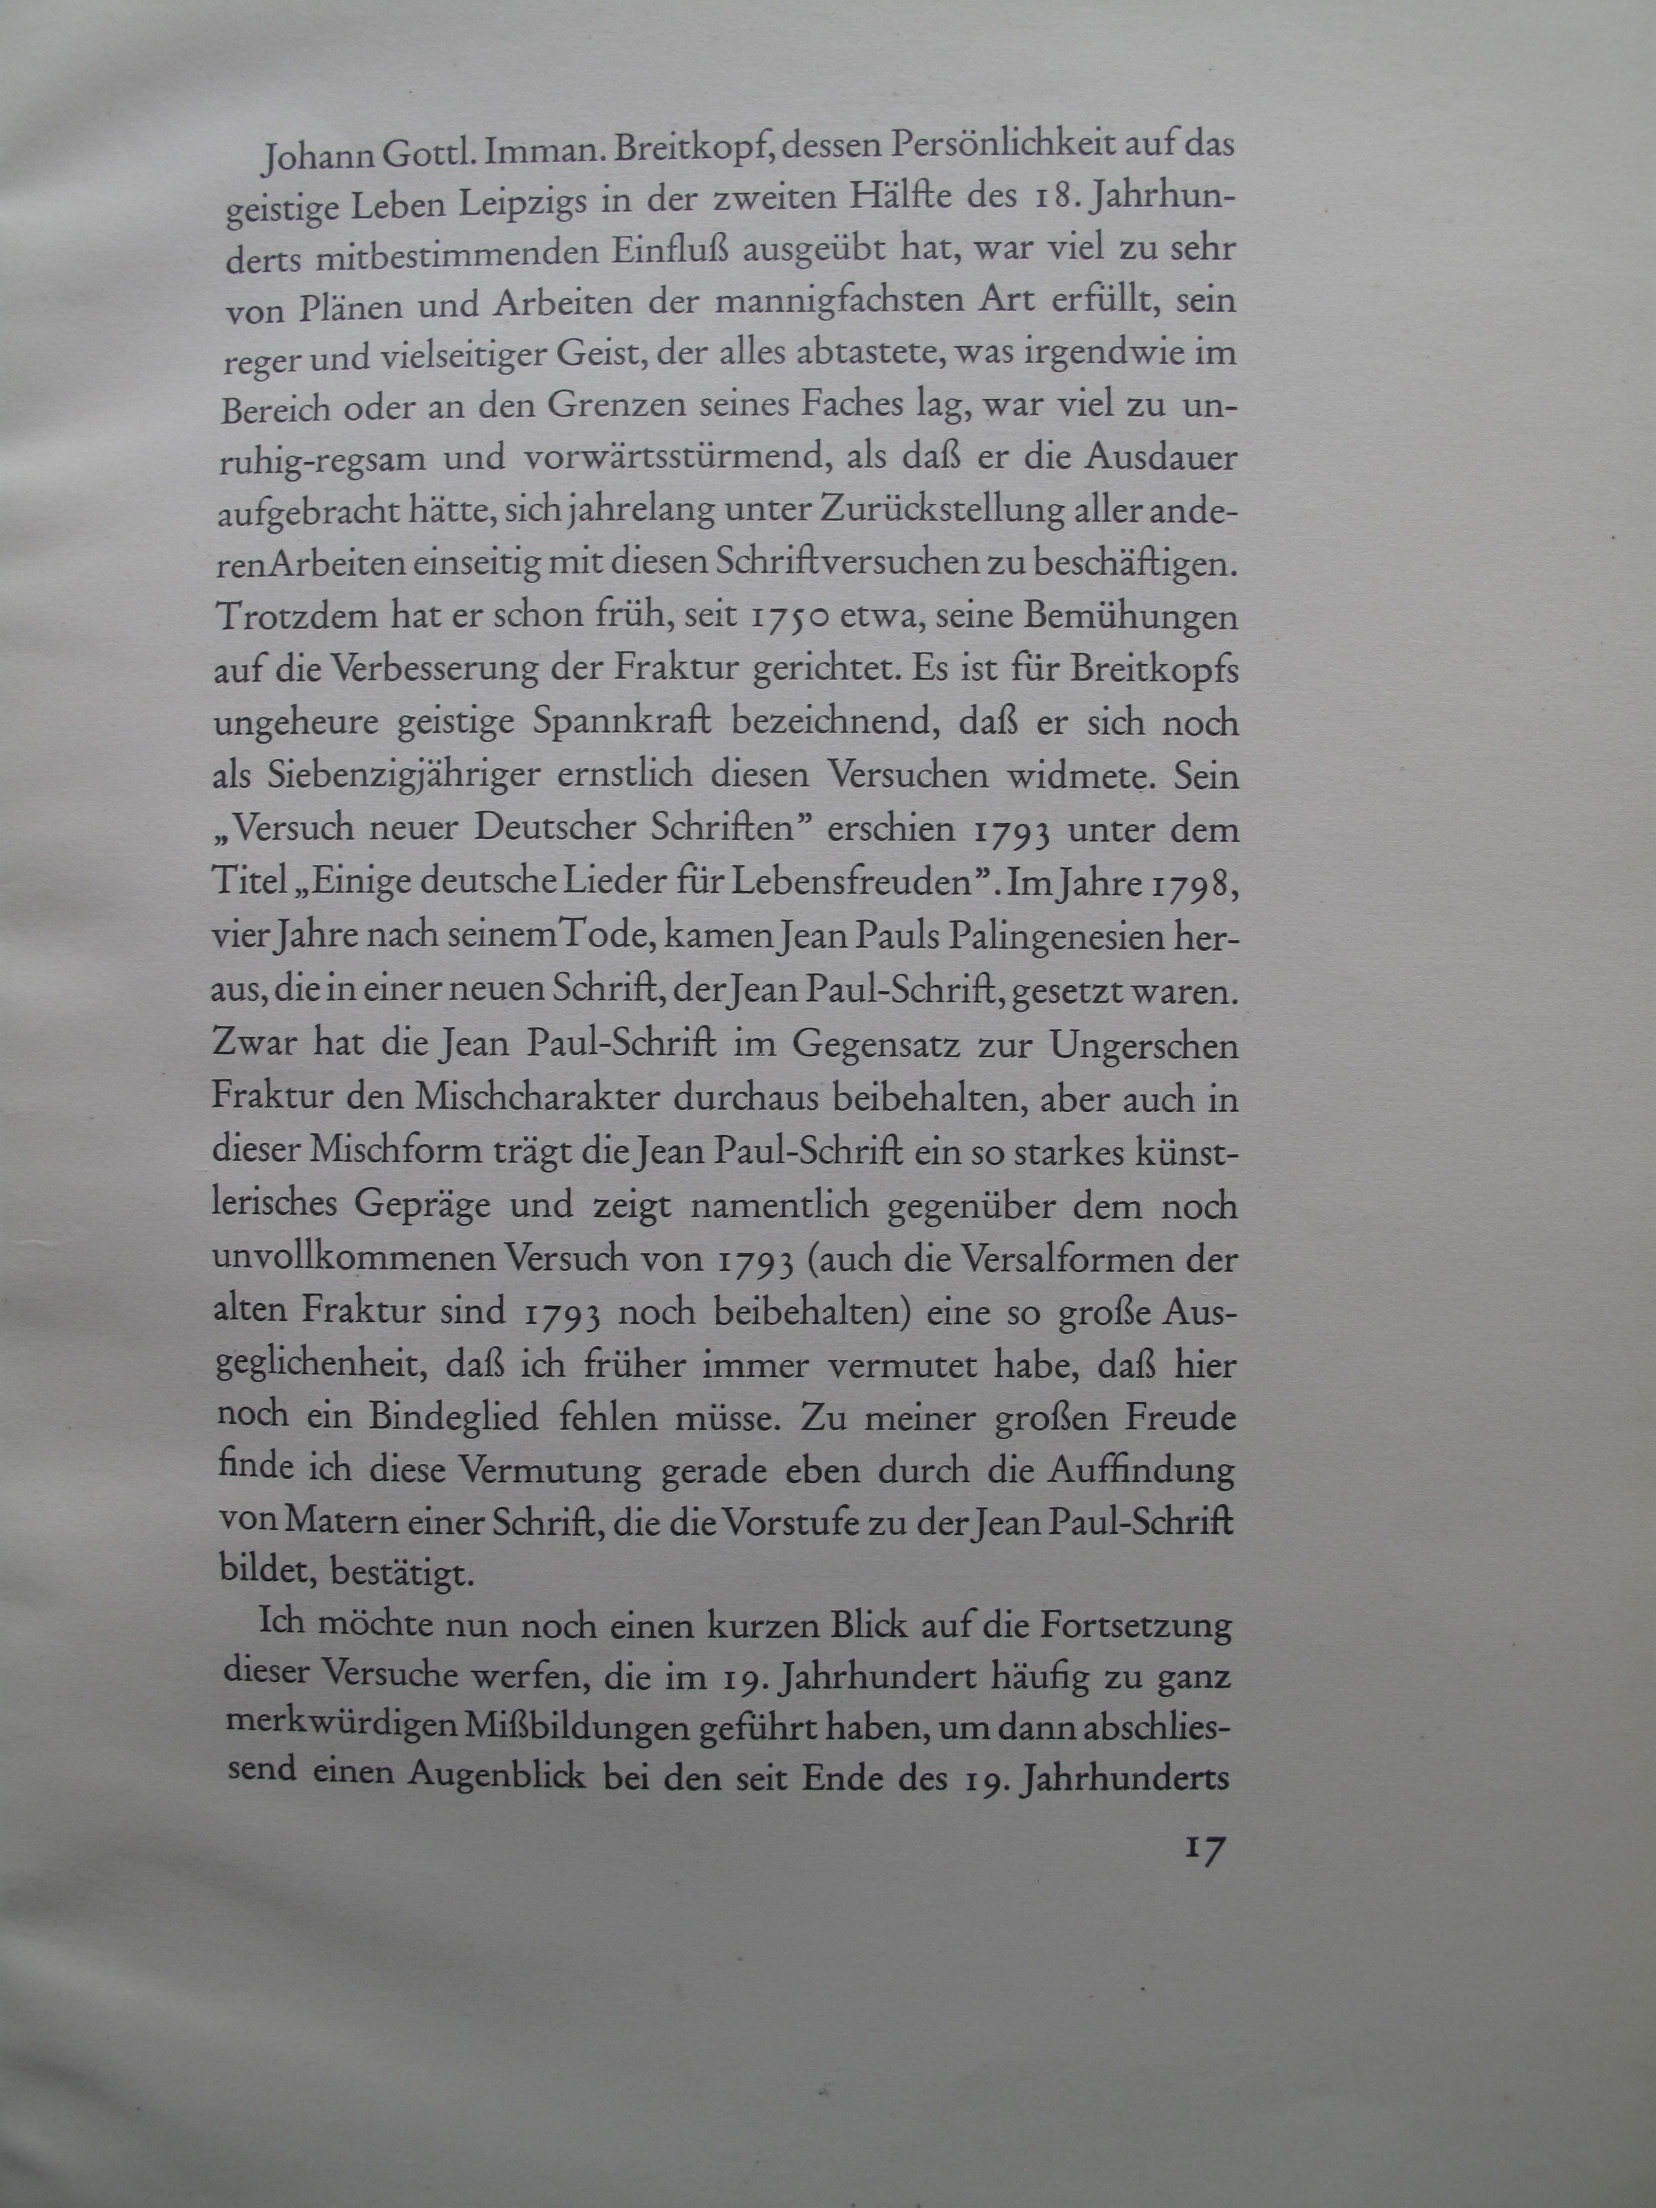 Johann Gottl. Imman. Breitkopf, dessen Persönlichkeit auf das
geistige Leben Leipzigs in der zweiten Hälfte des 18. Jahrhun-
derts mitbestimmenden Einfluß ausgeübt hat, war viel zu sehr
von Plänen und Arbeiten der mannigfachsten Art erfüllt, sein
reger und vielseitiger Geist, der alles abtastete, was irgendwie im
Bereich oder an den Grenzen seines Faches lag, war viel zu un-
ruhig-regsam und vorwärtsstürmend, als daß er die Ausdauer
aufgebracht hätte, sich jahrelang unter Zurückstellung aller ande-
ren Arbeiten einseitig mit diesen Schriftversuchen zu beschäftigen.
Trotzdem hat er schon früh, seit 1750 etwa, seine Bemühungen
auf die Verbesserung der Fraktur gerichtet. Es ist für Breitkopfs
ungeheure geistige Spannkraft bezeichnend, daß er sich noch
als Siebenzigjähriger ernstlich diesen Versuchen widmete. Sein
„Versuch neuer Deutscher Schriften” erschien 1793 unter dem
Titel „Einige deutsche Lieder für Lebensfreuden”. Im Jahre 1798,
vier Jahre nach seinem Tode, kamen Jean Pauls Palingenesien her-
aus, die in einer neuen Schrift, der Jean Paul-Schrift, gesetzt waren.
Zwar hat die Jean Paul-Schrift im Gegensatz zur Ungerschen
Fraktur den Mischcharakter durchaus beibehalten, aber auch in
dieser Mischform trägt die Jean Paul-Schrift ein so starkes künst-
lerisches Gepräge und zeigt namentlich gegenüber dem noch
unvollkommenen Versuch von 1793 (auch die Versalformen der
alten Fraktur sind 1793 noch beibehalten) eine so große Aus-
geglichenheit, daß ich früher immer vermutet habe, daß hier
noch ein Bindeglied fehlen müsse. Zu meiner großen Freude
finde ich diese Vermutung gerade eben durch die Auffindung
von Matern einer Schrift, die die Vorstufe zu der Jean Paul-Schrift
bildet, bestätigt.
Ich möchte nun noch einen kurzen Blick auf die Fortsetzung
dieser Versuche werfen, die im 19. Jahrhundert häufig zu ganz
merkwürdigen Mißbildungen geführt haben, um dann abschlies-
send einen Augenblick bei den seit Ende des 19. Jahrhunderts
17